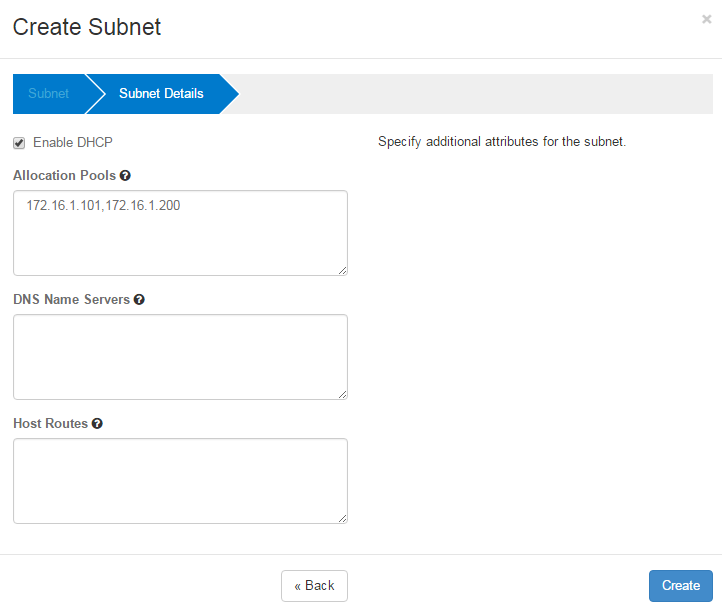 Create Subnet
×
Subnet
Subnet Details
Enable DHCP
Specify additional attributes for the subnet.
Allocation Pools ?
172.16.1.101,172.16.1.200
DNS Name Servers ?
Host Routes ?
« Back
Create